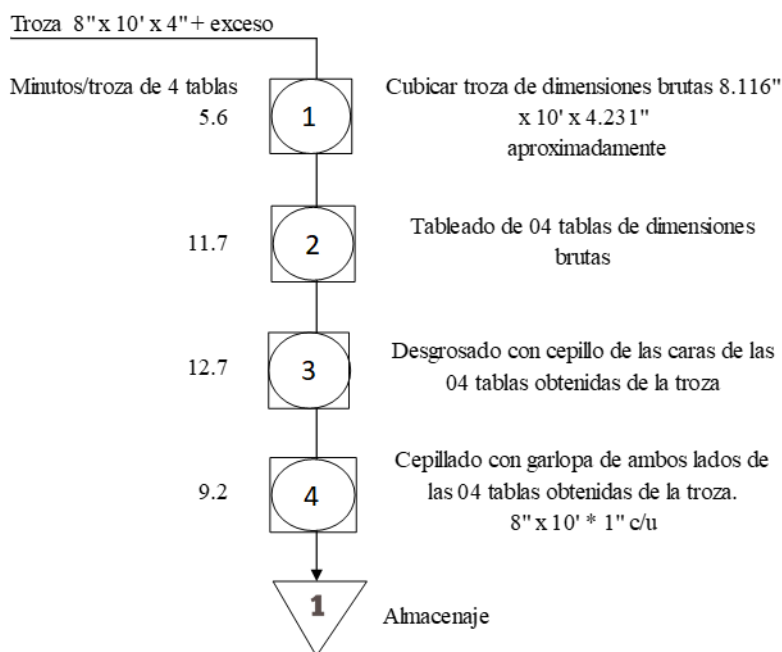 Troza 8" x 10' x 4" + exceso
Minutos/troza de 4 tablas
5.6
1
Cubicar troza de dimensiones brutas 8.116"
x 10' x 4.231"
aproximadamente
11.7
2
Tableado de 04 tablas de dimensiones
brutas
12.7
3
Desgrosado con cepillo de las caras de las
04 tablas obtenidas de la troza
9.2
4
Cepillado con garlopa de ambos lados de
las 04 tablas obtenidas de la troza.
8" x 10' * 1" c/u
1
Almacenaje